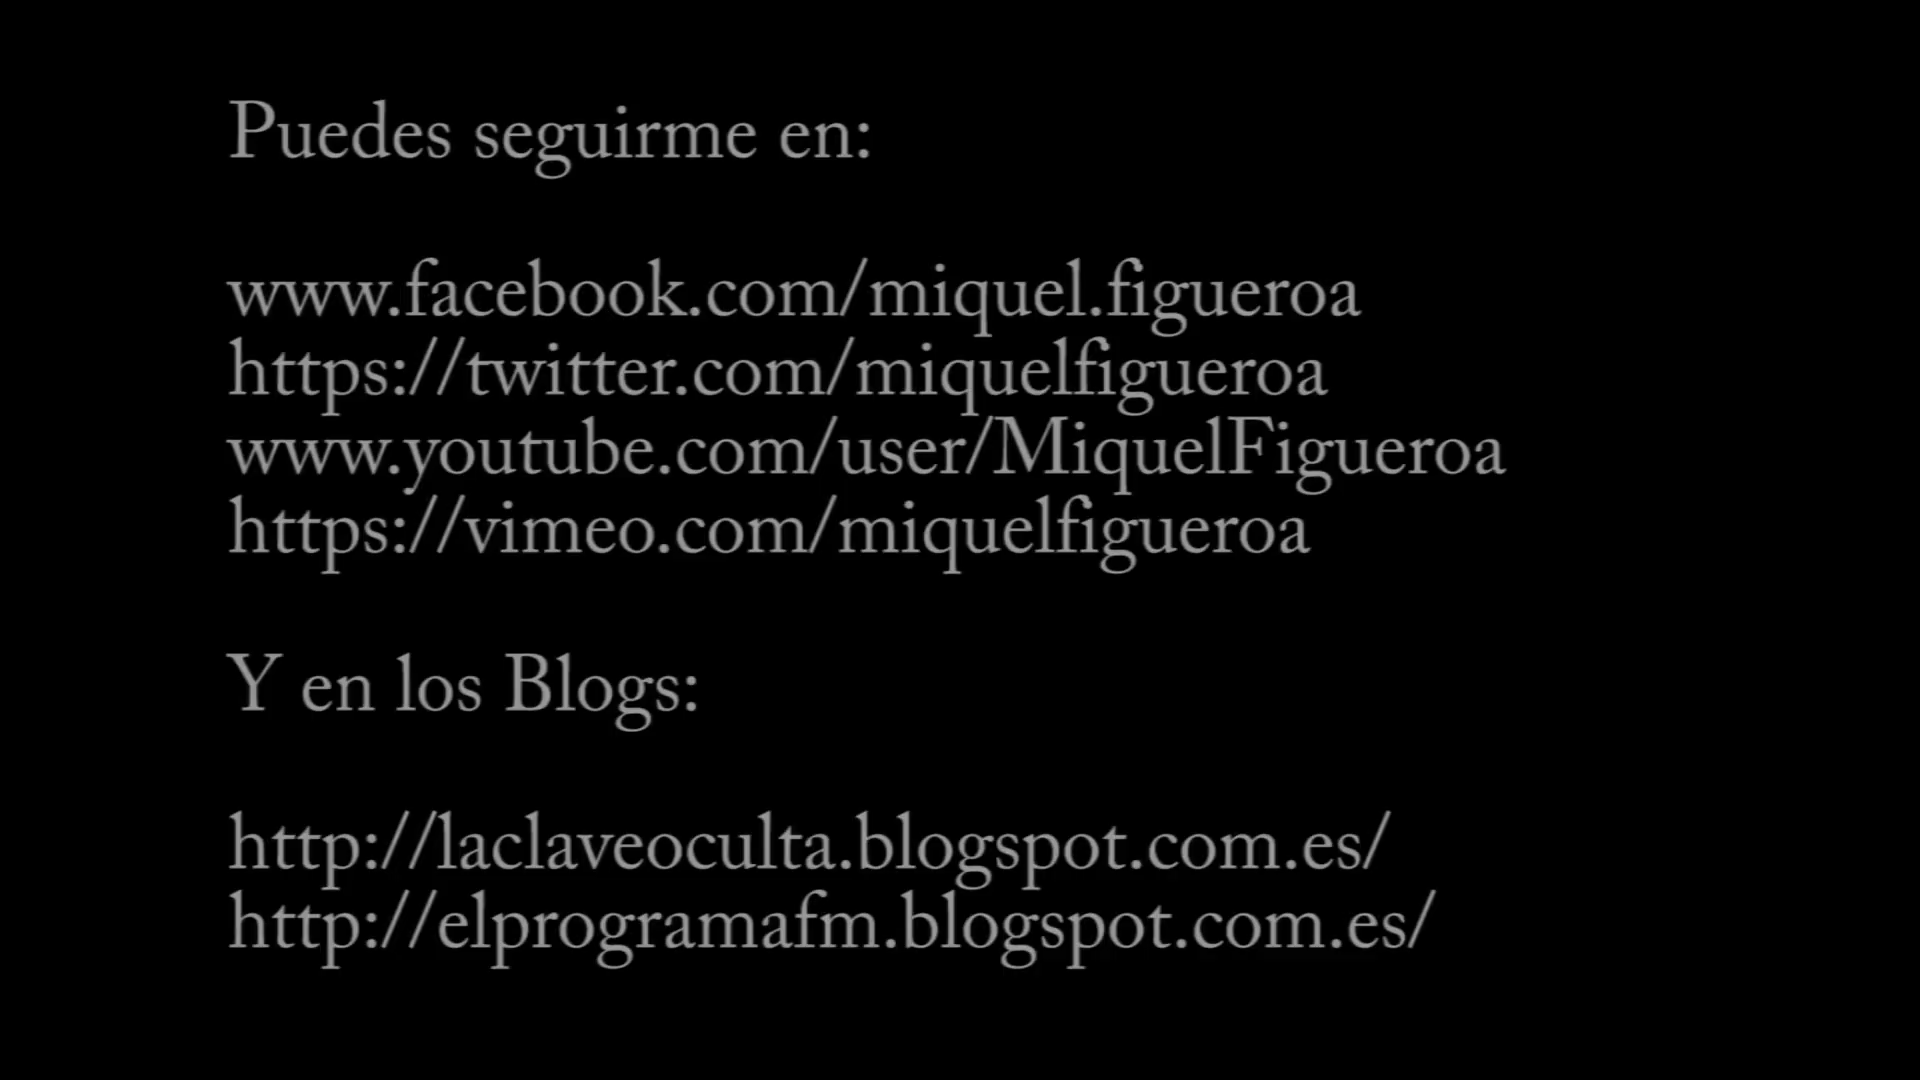 Puedes seguirme en:
www.facebook.com/miquel.figueroa
https://twitter.com/miquelfigueroa
www.youtube.com/user/MiquelFigueroa
https://vimeo.com/miquelfigueroa
Y en los Blogs:
http://laclaveoculta.blogspot.com.es/
http://elprogramafm.blogspot.com.es/